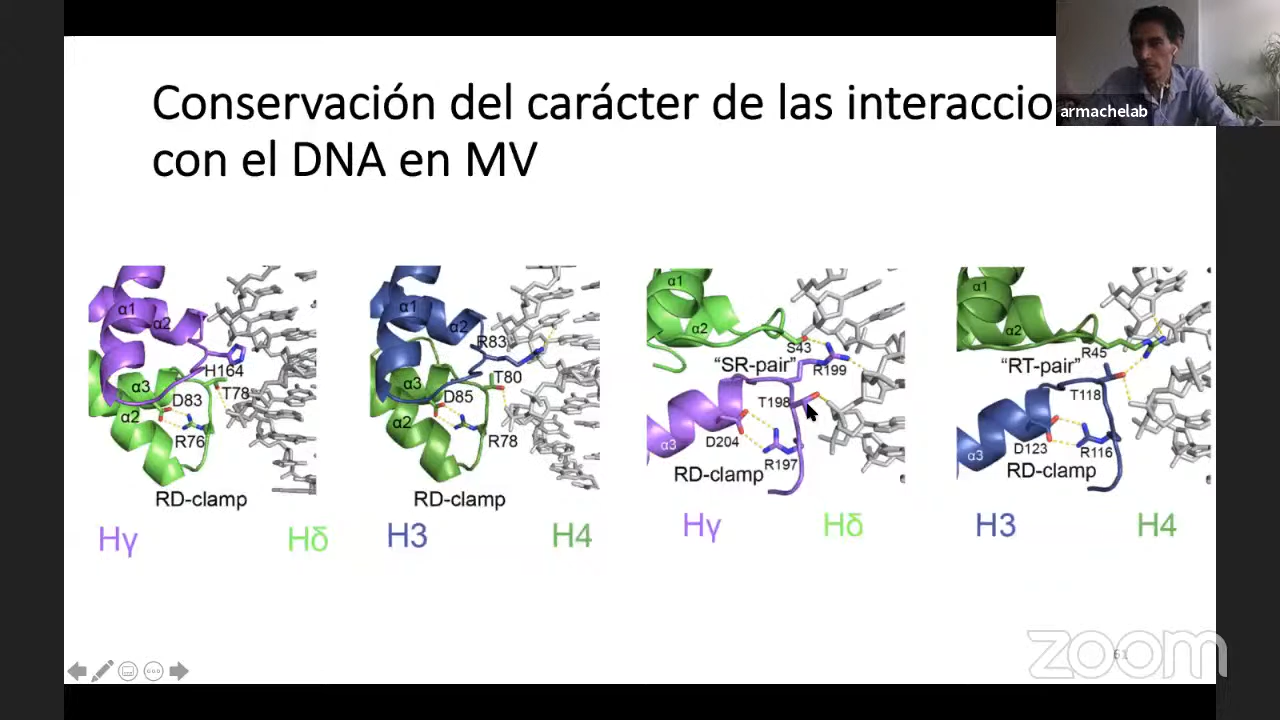 Conservación del carácter de las interaccio
con el DNA en MV
armachelab
α1
α2
α3
α2
H164
T78
D83
R76
RD-clamp
Hγ
Hδ
α1
α2
α3
α2
R83
T80
D85
R78
RD-clamp
H3
H4
α1
α2
S43
"SR-pair"
R199
T198
D204
R197
α3
RD-clamp
Hγ
Hδ
α1
α2
R45
"RT-pair"
T118
D123
R116
α3
RD-clamp
H3
H4
zoom
61